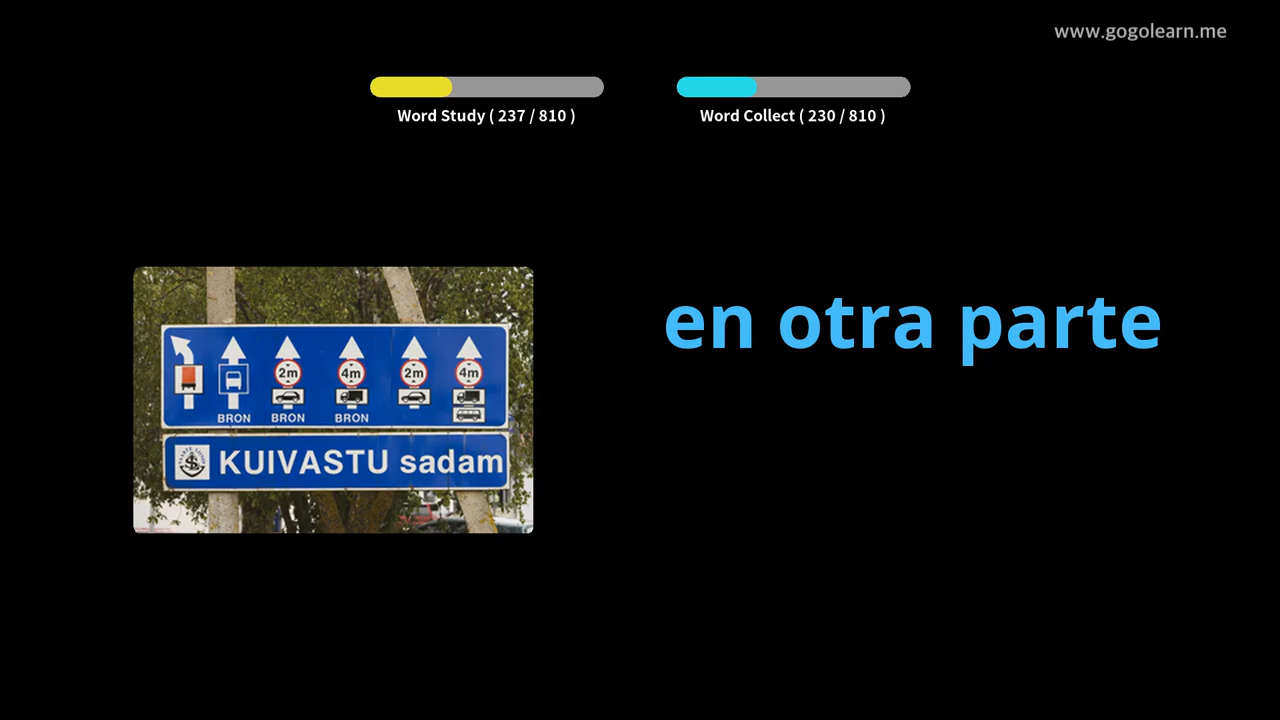 www.gogolearn.me
Word Study ( 237 / 810 )
Word Collect ( 230 / 810 )
en otra parte
2m
4m
2m
4m
BRON
BRON
BRON
KUIVASTU sadam